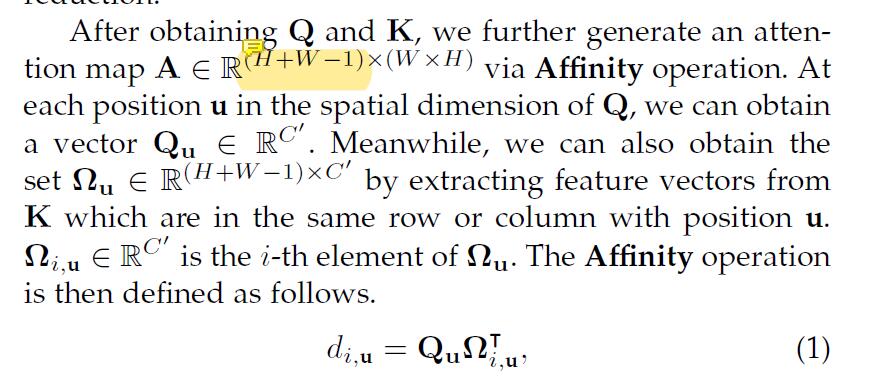 After obtaining Q and K, we further generate an atten-
tion map A ∈ ℝ^{(H+W−1)×(W×H)} via Affinity operation. At
each position u in the spatial dimension of Q, we can obtain
a vector Q_u ∈ ℝ^{C′}. Meanwhile, we can also obtain the
set Ω_u ∈ ℝ^{(H+W−1)×C′} by extracting feature vectors from
K which are in the same row or column with position u.
Ω_{i,u} ∈ ℝ^{C′} is the i-th element of Ω_u. The Affinity operation
is then defined as follows.
d_{i,u} = Q_uΩ_{i,u}^⊤, (1)